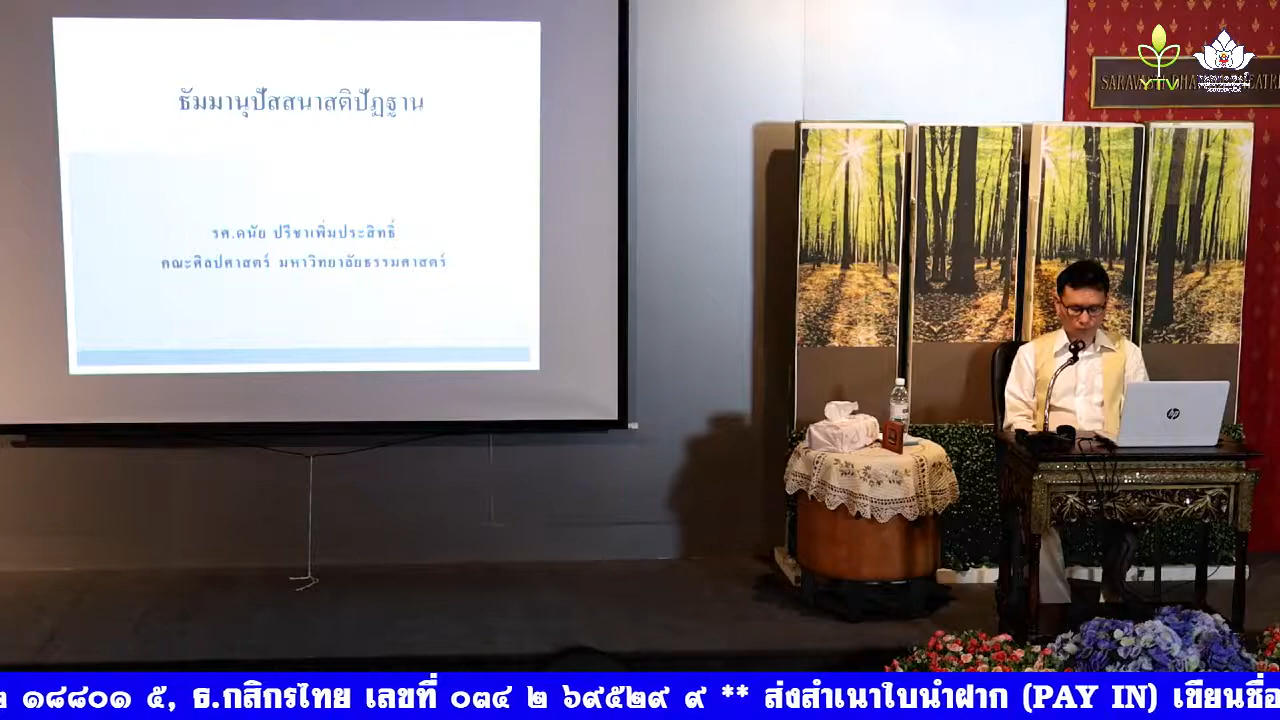 ธัมมานุปัสสนาสติปัฏฐาน
รศ.ดนัย ปรีชาเพิ่มประสิทธิ์
คณะศิลปศาสตร์ มหาวิทยาลัยธรรมศาสตร์
YTV
hp
๑๘๘๐๑ ๕, ธ.กสิกรไทย เลขที่ ๐๓๔ ๒ ๖๙๕๒๙ ๙ ** ส่งสำเนาใบนำฝาก (PAY IN) เขียนชื่อ